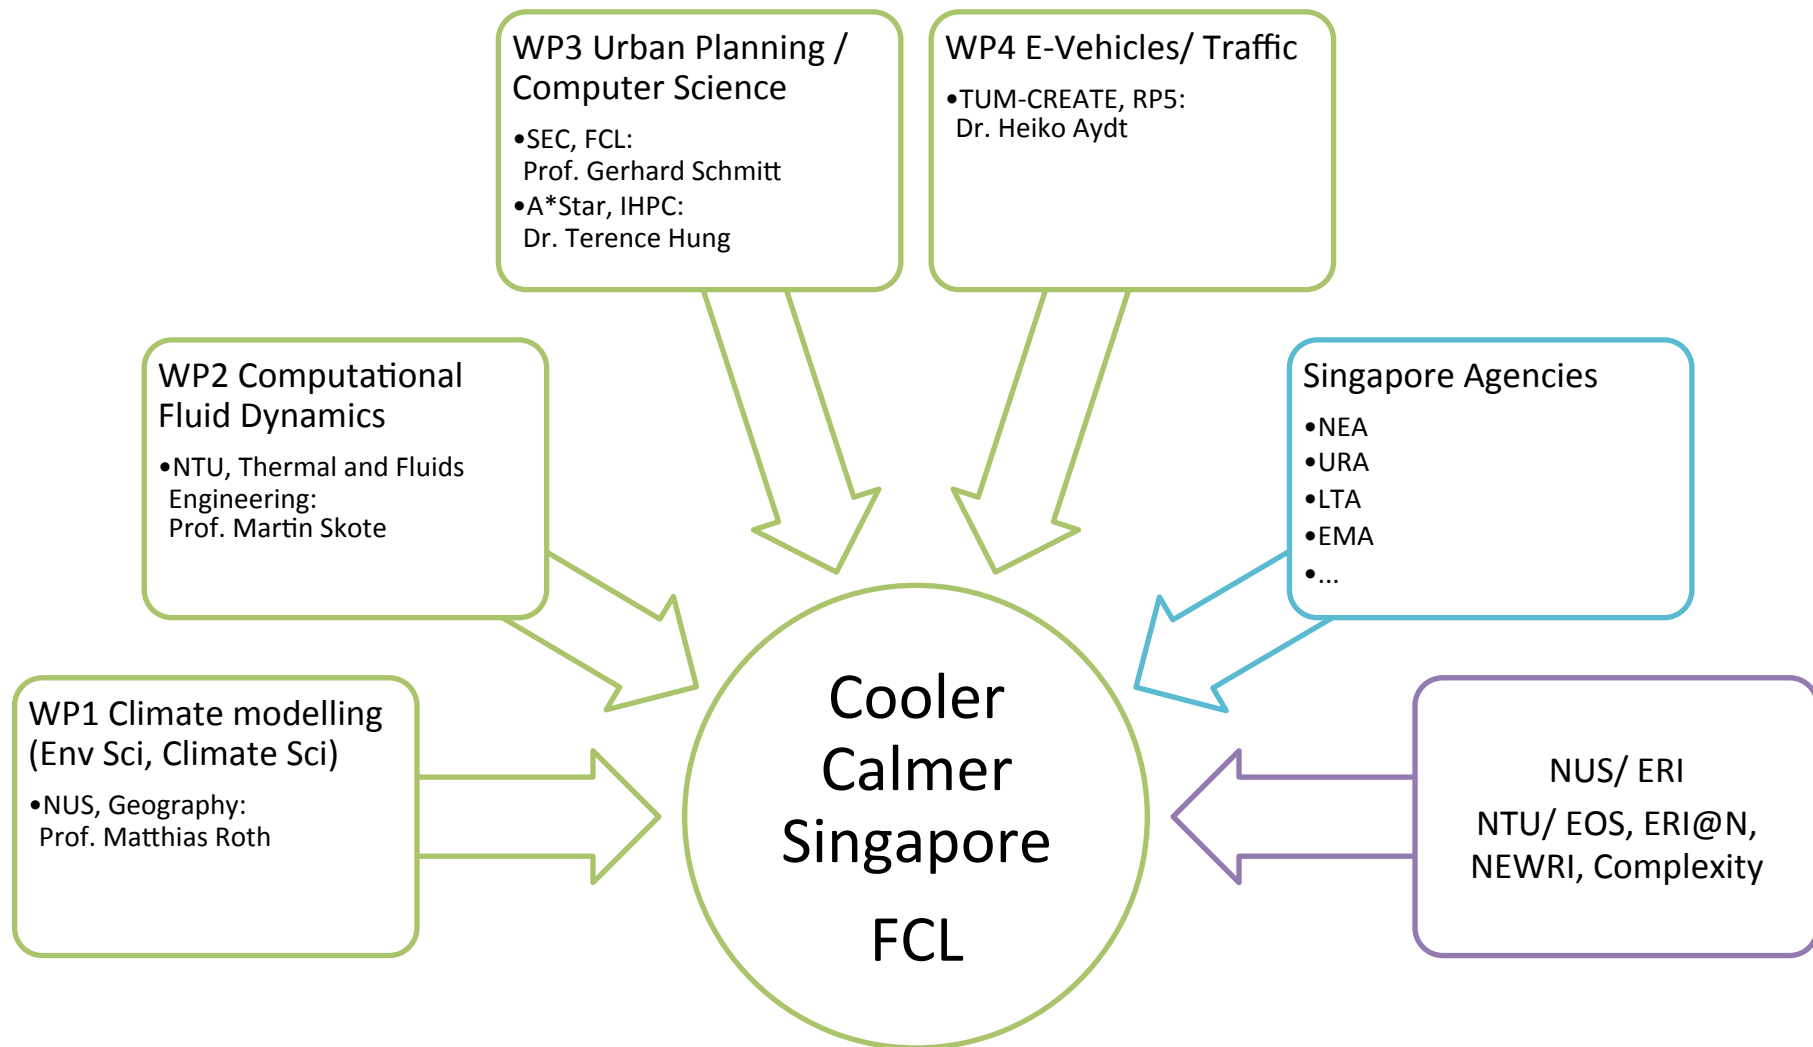 WP3 Urban Planning /
Computer Science
•SEC, FCL:
Prof. Gerhard Schmitt
•A*Star, IHPC:
Dr. Terence Hung
WP4 E-Vehicles/ Traffic
•TUM-CREATE, RP5:
Dr. Heiko Aydt
WP2 Computational
Fluid Dynamics
•NTU, Thermal and Fluids
Engineering:
Prof. Martin Skote
Singapore Agencies
•NEA
•URA
•LTA
•EMA
•...
WP1 Climate modelling
(Env Sci, Climate Sci)
•NUS, Geography:
Prof. Matthias Roth
Cooler
Calmer
Singapore
FCL
NUS/ ERI
NTU/ EOS, ERI@N,
NEWRI, Complexity